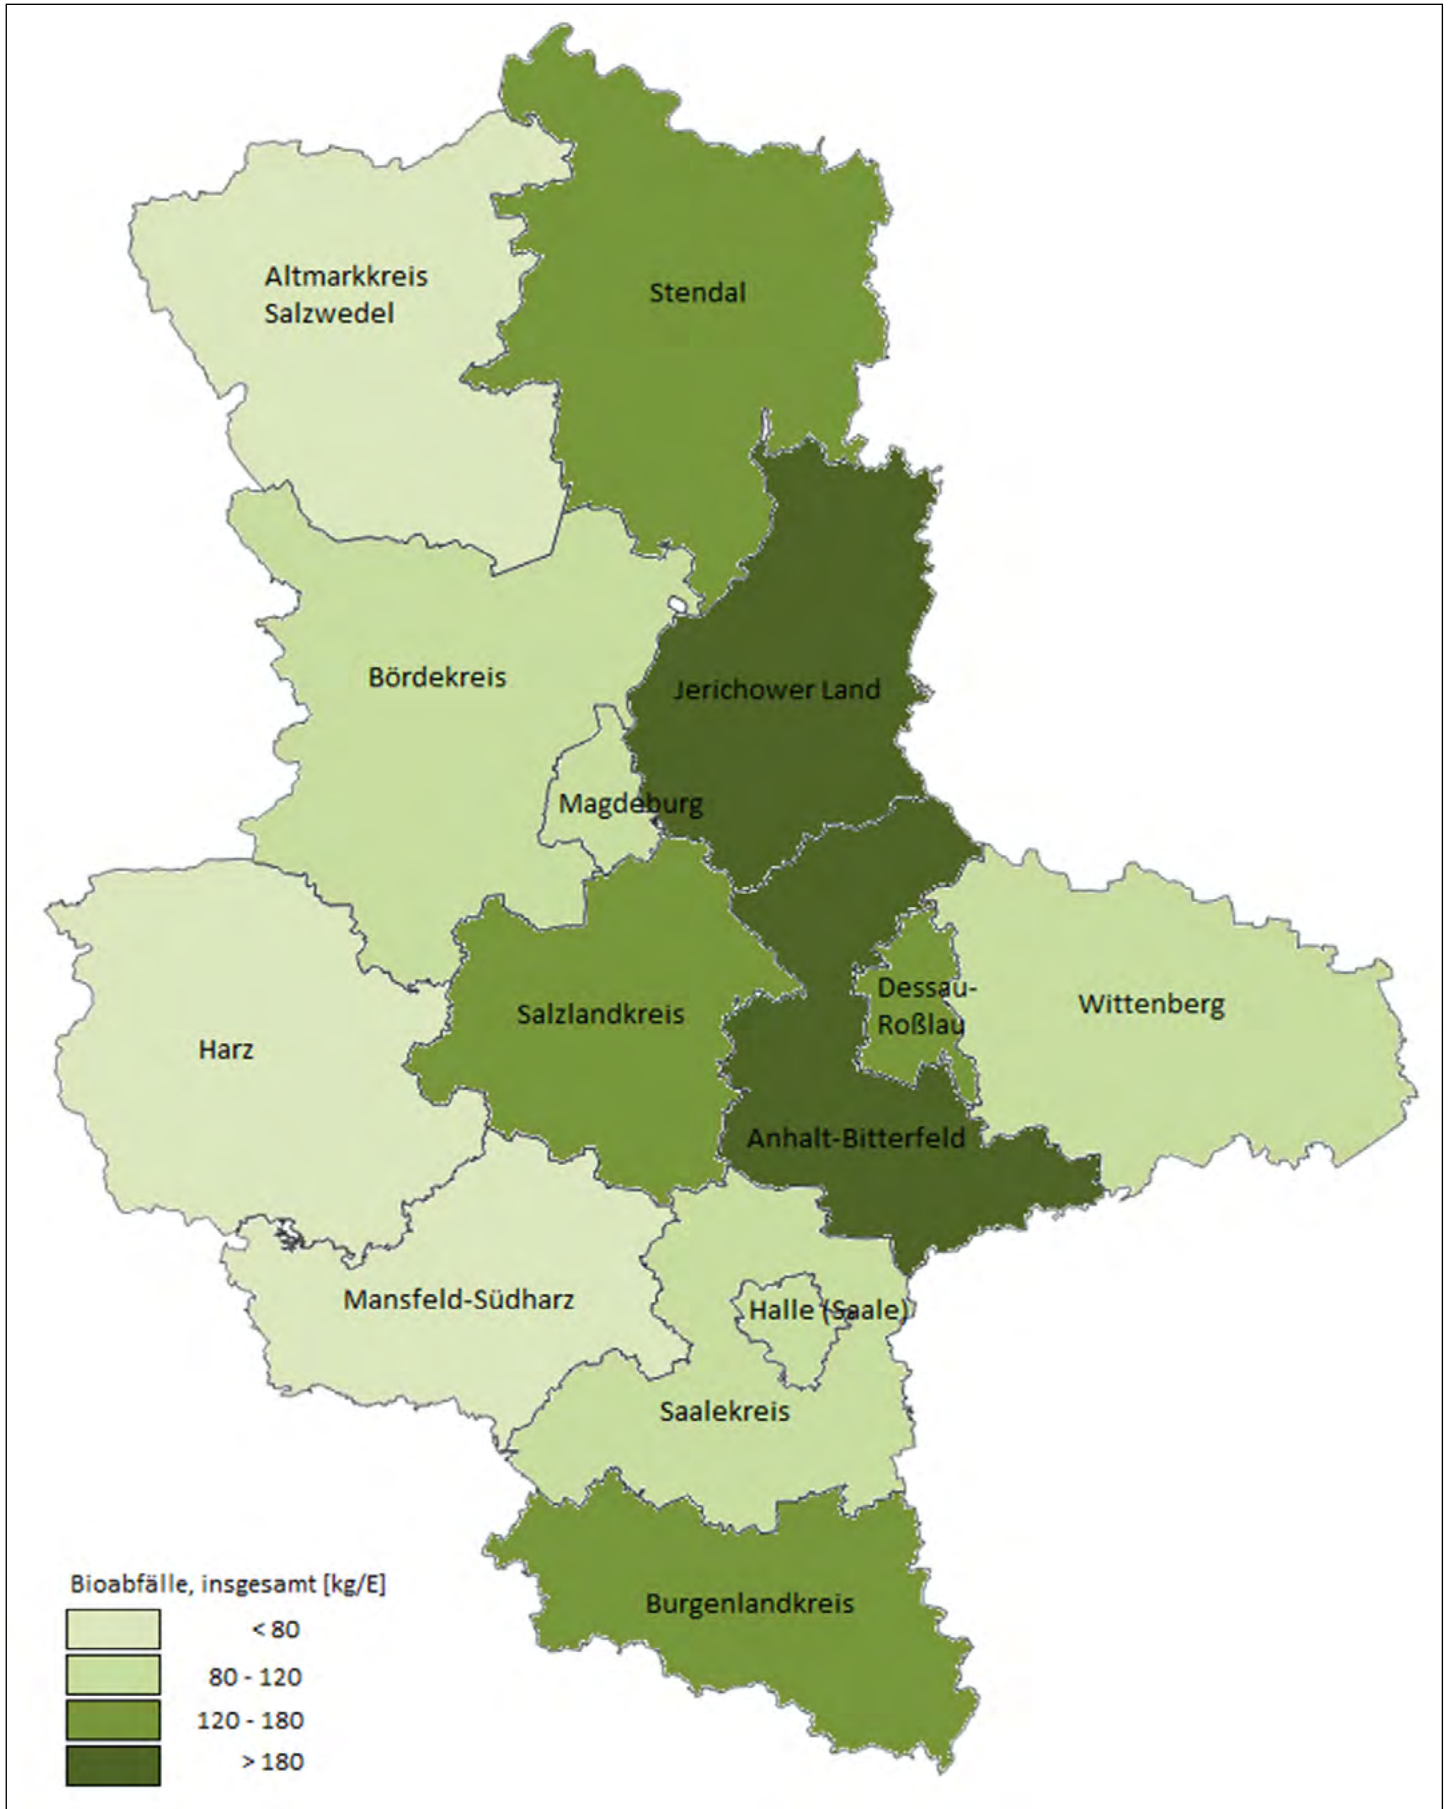 Altmarkkreis
Salzwedel
Stendal
Bördekreis
Jerichower Land
Magdeburg
Dessau-
Roßlau
Wittenberg
Salzlandkreis
Harz
Anhalt-Bitterfeld
Mansfeld-Südharz
Halle (Saale)
Saalekreis
Burgenlandkreis
Bioabfälle, insgesamt [kg/E]
< 80
80 - 120
120 - 180
> 180